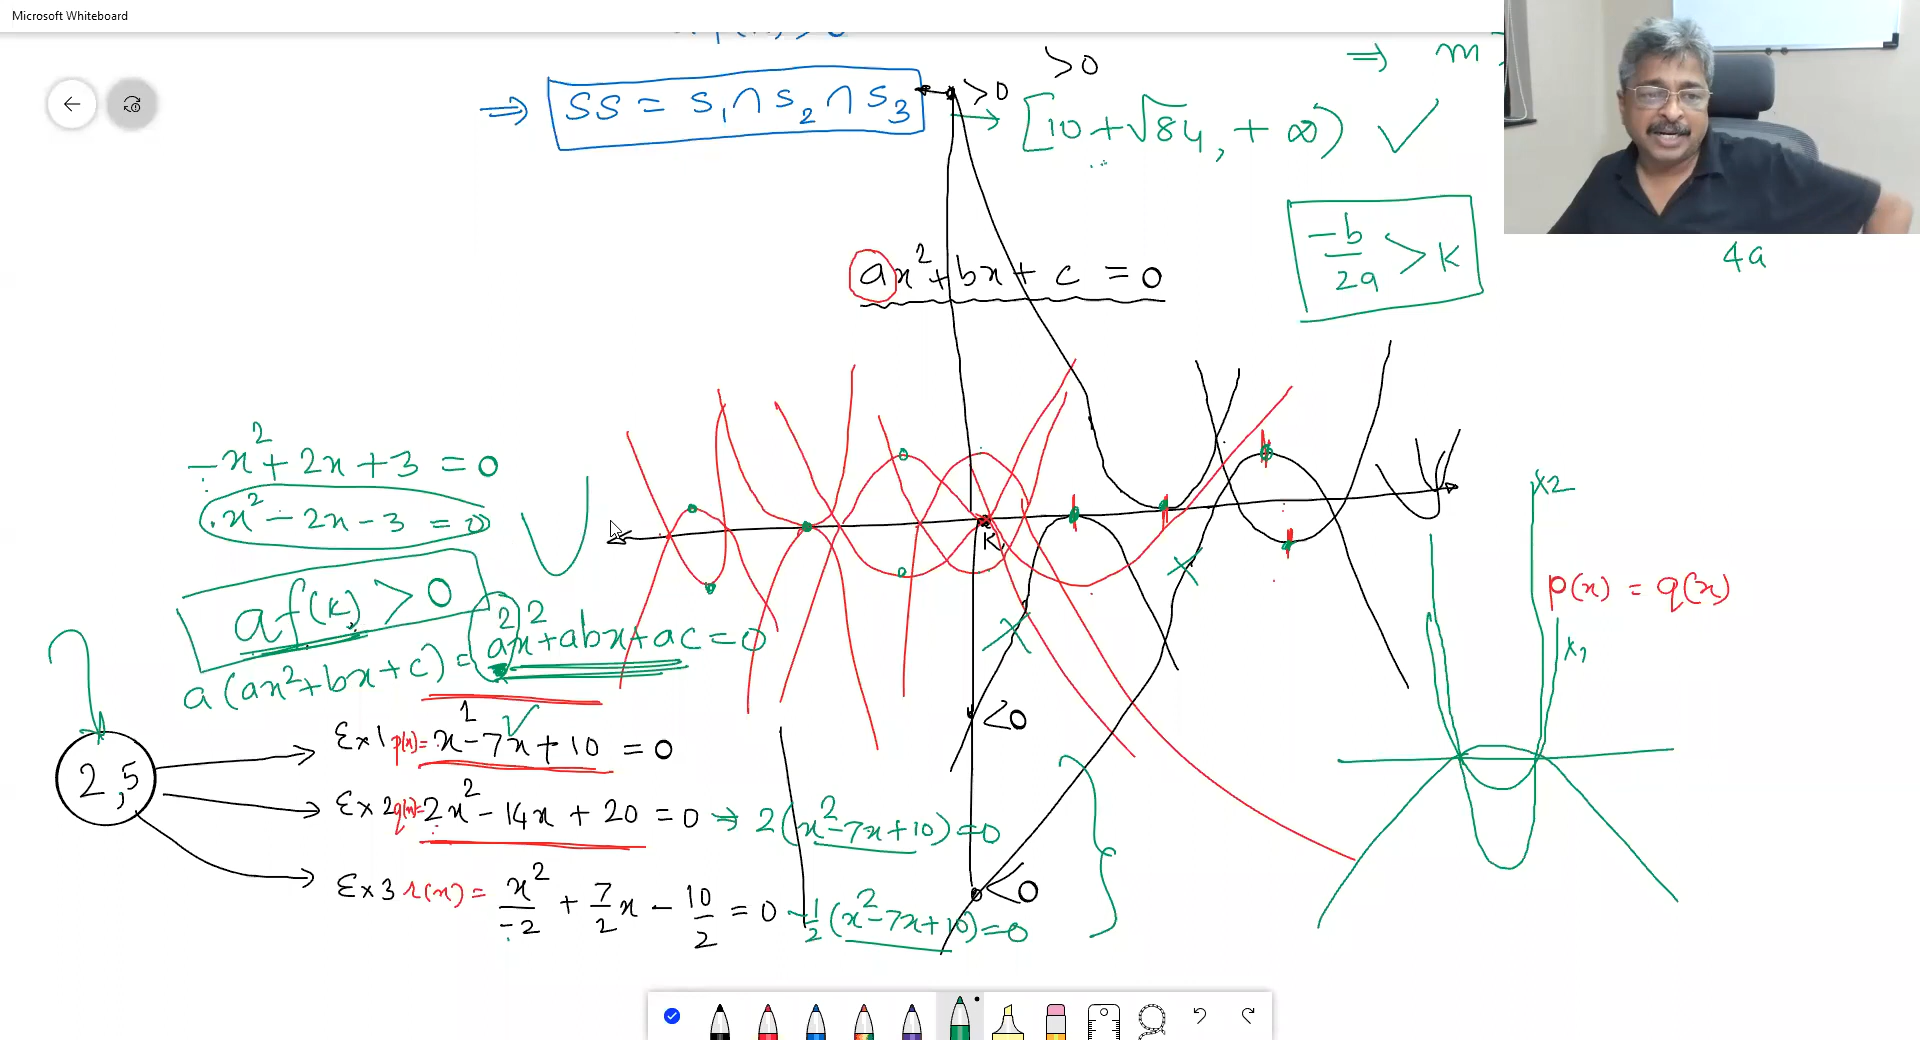 Microsoft Whiteboard
⇒ SS = S₁ ∩ S₂ ∩ S₃
>0
>0
→ [10+√84, +∞) ✓
⇒ m
-b/2a > K
4a
ax²+bx+c = 0
-x²+2x+3 = 0
x²-2x-3 = 0
af(k) > 0
a(ax²+bx+c) = a²x²+abx+ac=0
K
x2
x,
p(x) = q(x)
<0
<0
2,5
Ex1 p(x)= x²-7x+10 = 0
Ex2 q(x)= 2x²-14x+20 = 0 → 2(x²-7x+10)=0
Ex3 r(x)= x²/-2 + 7/2 x - 10/2 = 0 -1/2(x²-7x+10)=0